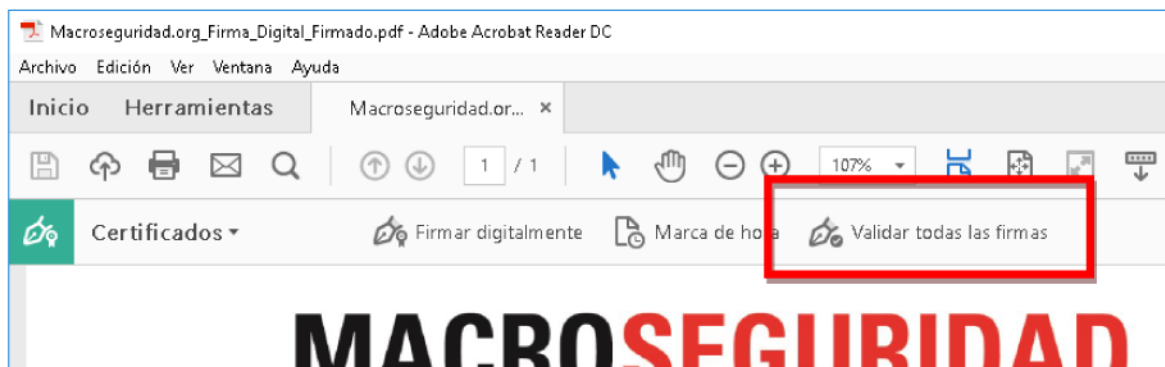 Macroseguridad.org_Firma_Digital_Firmado.pdf - Adobe Acrobat Reader DC
Archivo Edición Ver Ventana Ayuda
Inicio Herramientas Macroseguridad.or... ×
1 / 1 107%
Certificados Firmar digitalmente Marca de hora Validar todas las firmas
MACROSEGURIDAD